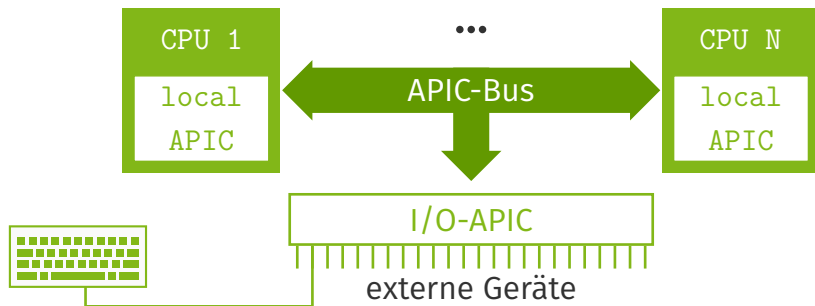 CPU 1
...
CPU N
local
APIC
APIC-Bus
local
APIC
I/O-APIC
externe Geräte